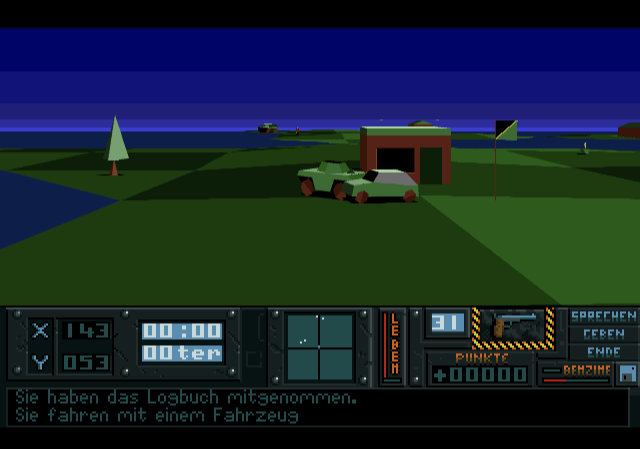 X 143
Y 053
00:00
00ter
LEBEN
31
PUNKTE
+00000
SPRECHEN
GEBEN
ENDE
BENZINE
Sie haben das Logbuch mitgenommen.
Sie fahren mit einem Fahrzeug